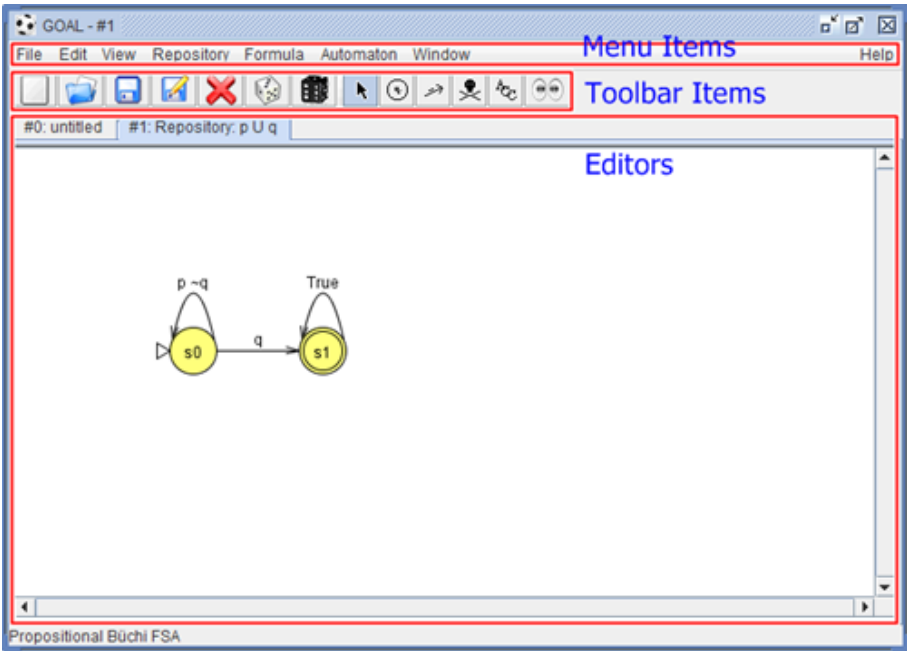 GOAL - #1
File Edit View Repository Formula Automaton Window Help
Menu Items
Toolbar Items
#0: untitled #1: Repository: p U q
Editors
p ~q True
s0 q s1
Propositional Büchi FSA